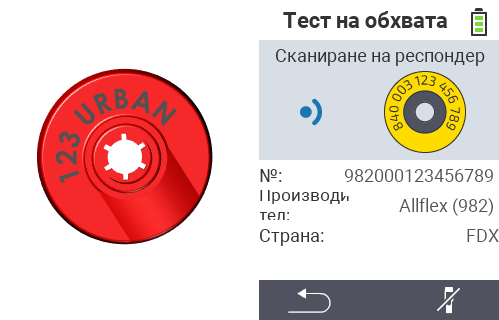 123 URBAN
Тест на обхвата
Сканиране на респондер
840 003 123 456 789
№: 982000123456789
Производи
тел: Allflex (982)
Страна: FDX